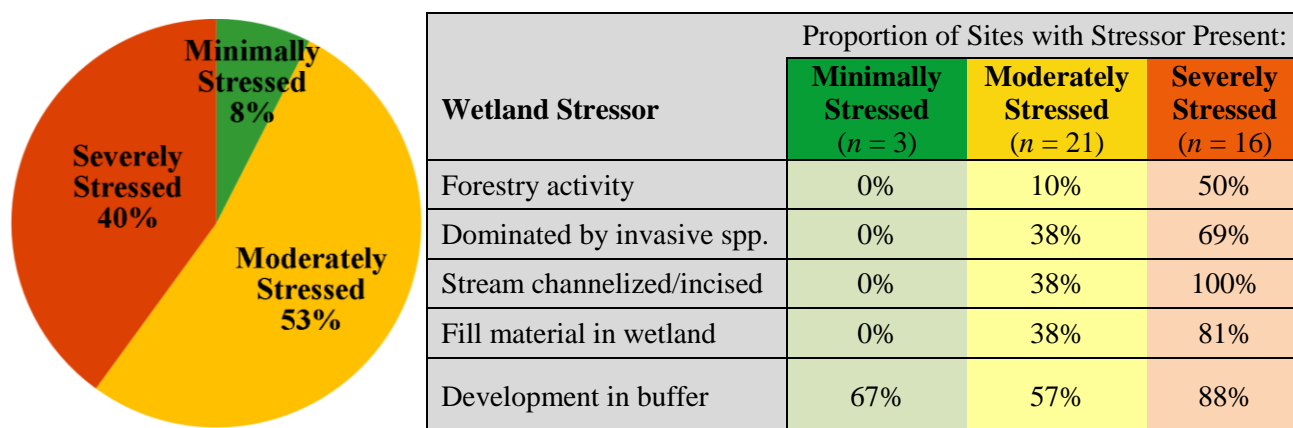 Minimally
Stressed
8%
Severely
Stressed
40%
Moderately
Stressed
53%
Proportion of Sites with Stressor Present:
Wetland Stressor
Minimally
Stressed
(n = 3)
Moderately
Stressed
(n = 21)
Severely
Stressed
(n = 16)
Forestry activity 0% 10% 50%
Dominated by invasive spp. 0% 38% 69%
Stream channelized/incised 0% 38% 100%
Fill material in wetland 0% 38% 81%
Development in buffer 67% 57% 88%